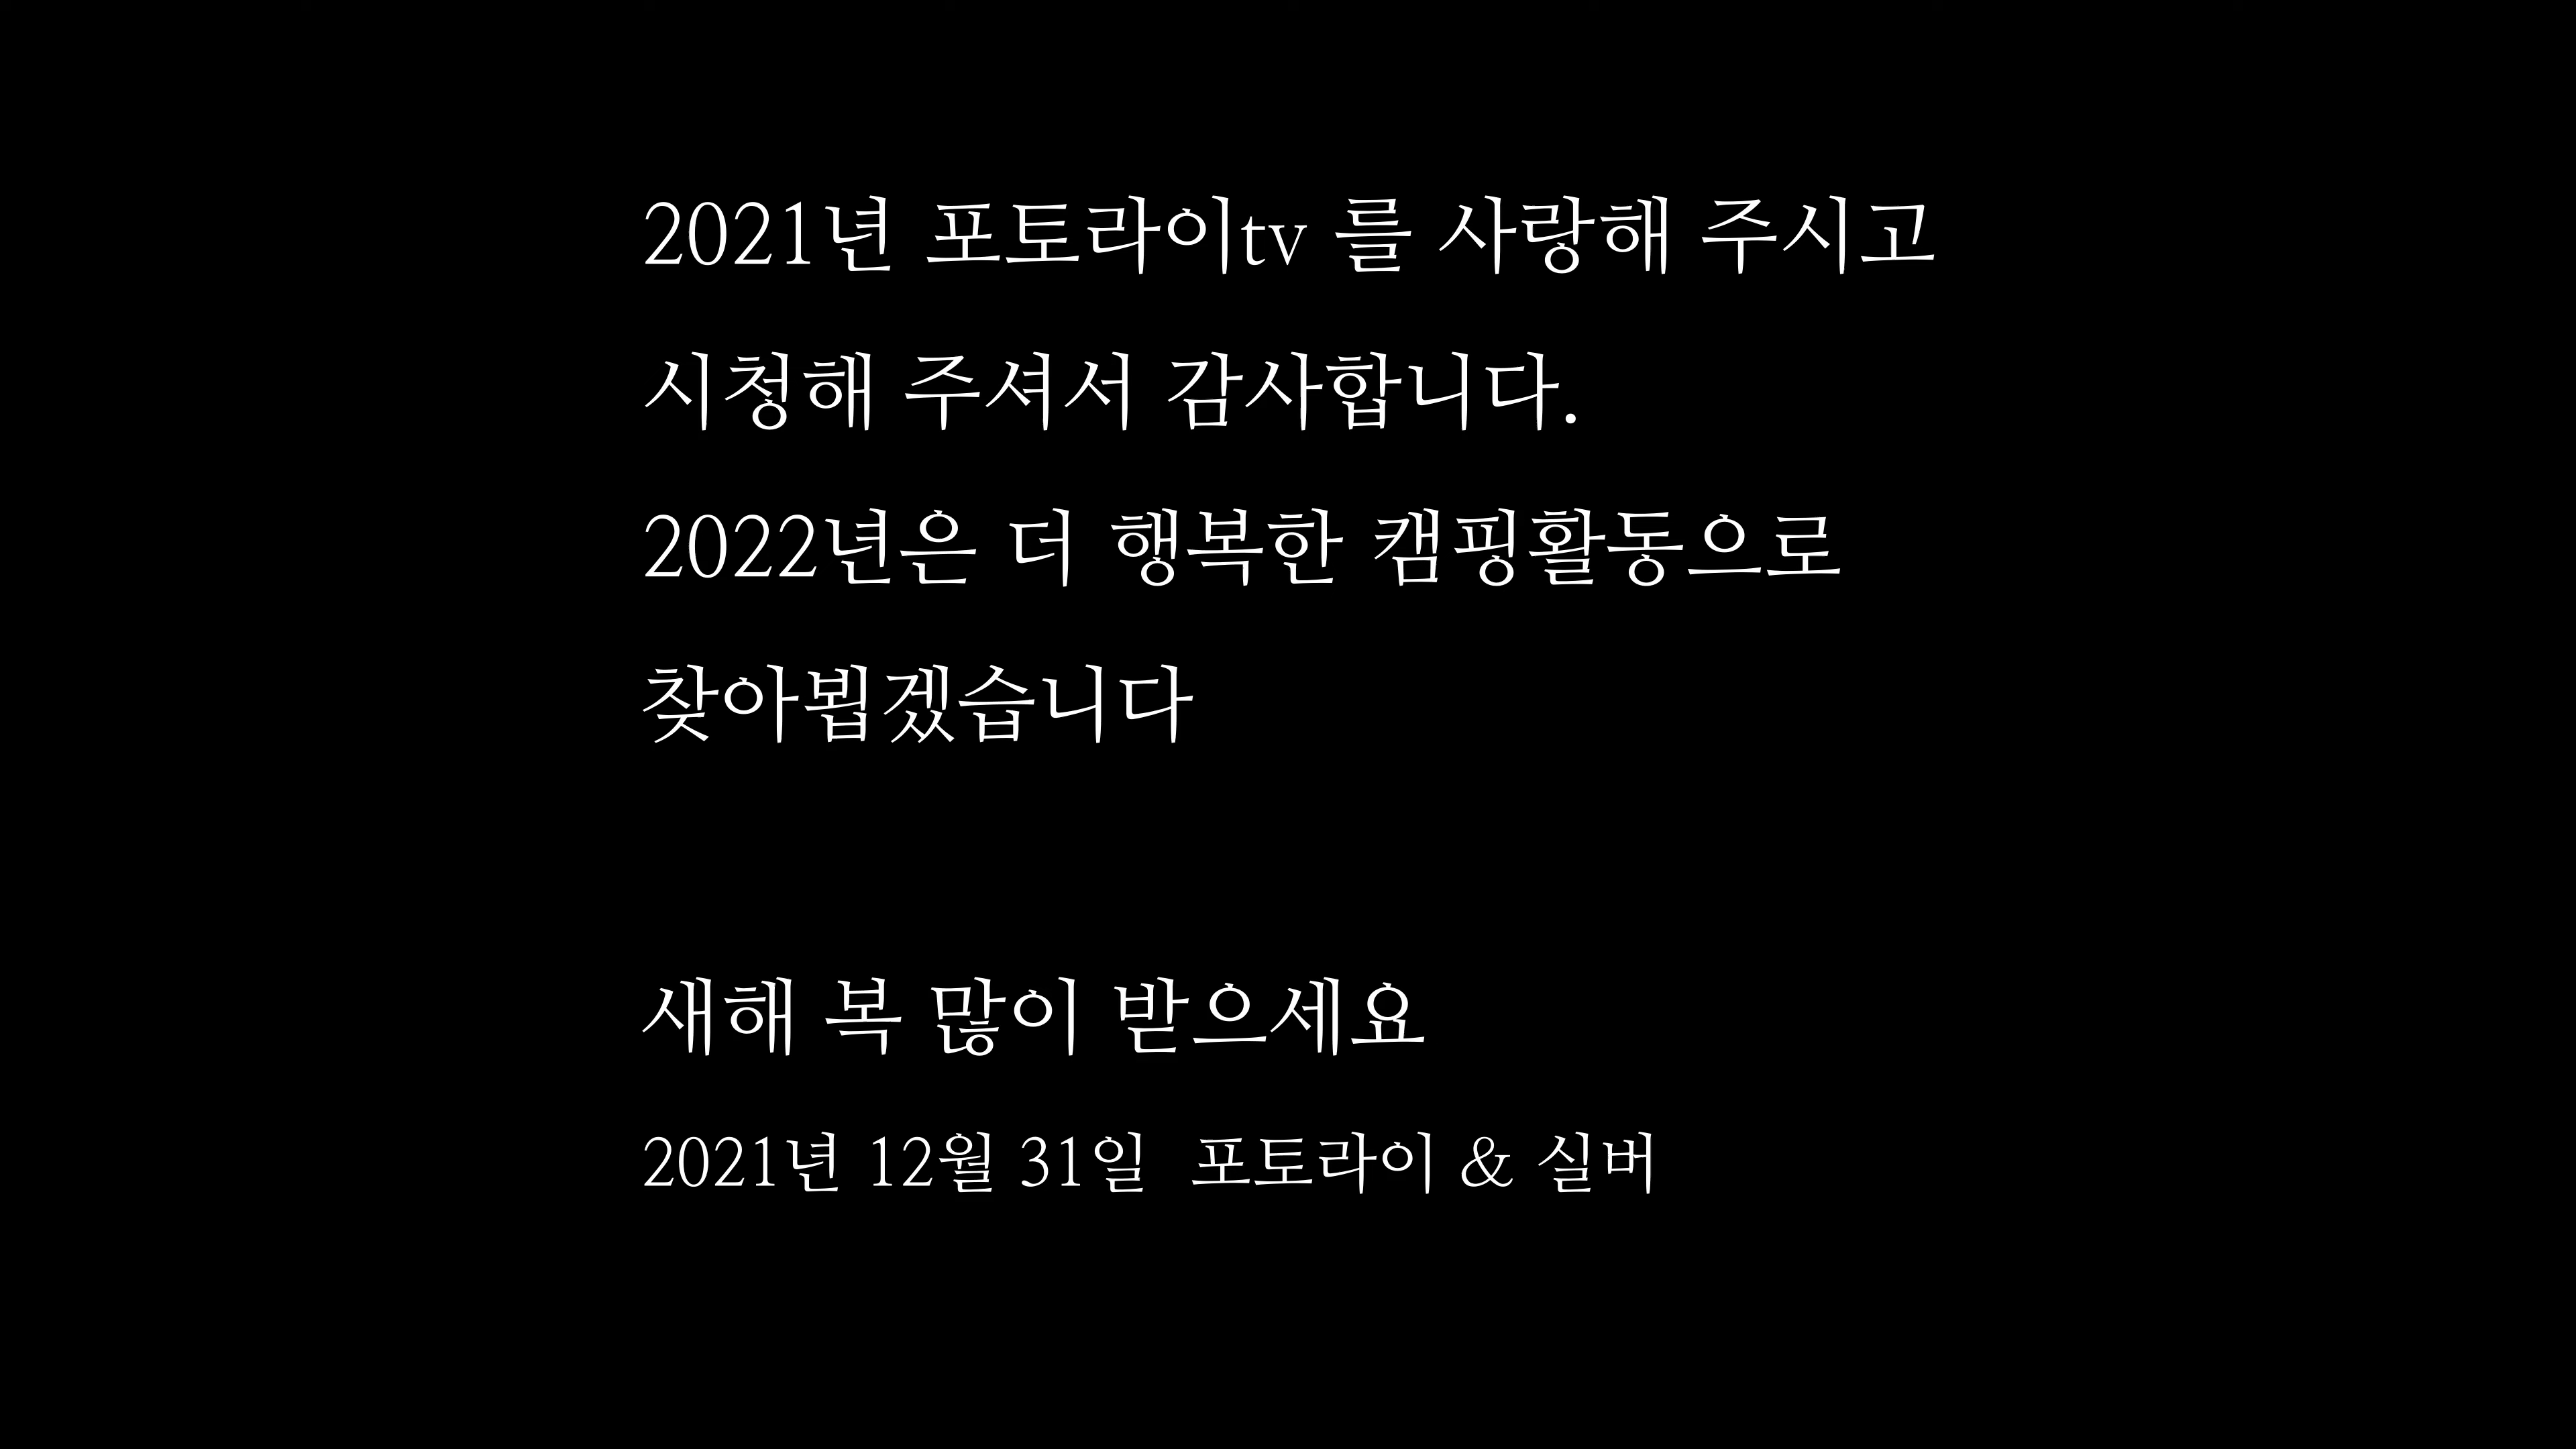 2021년 포토라이tv 를 사랑해 주시고
시청해 주셔서 감사합니다.
2022년은 더 행복한 캠핑활동으로
찾아뵙겠습니다
새해 복 많이 받으세요
2021년 12월 31일 포토라이 & 실버